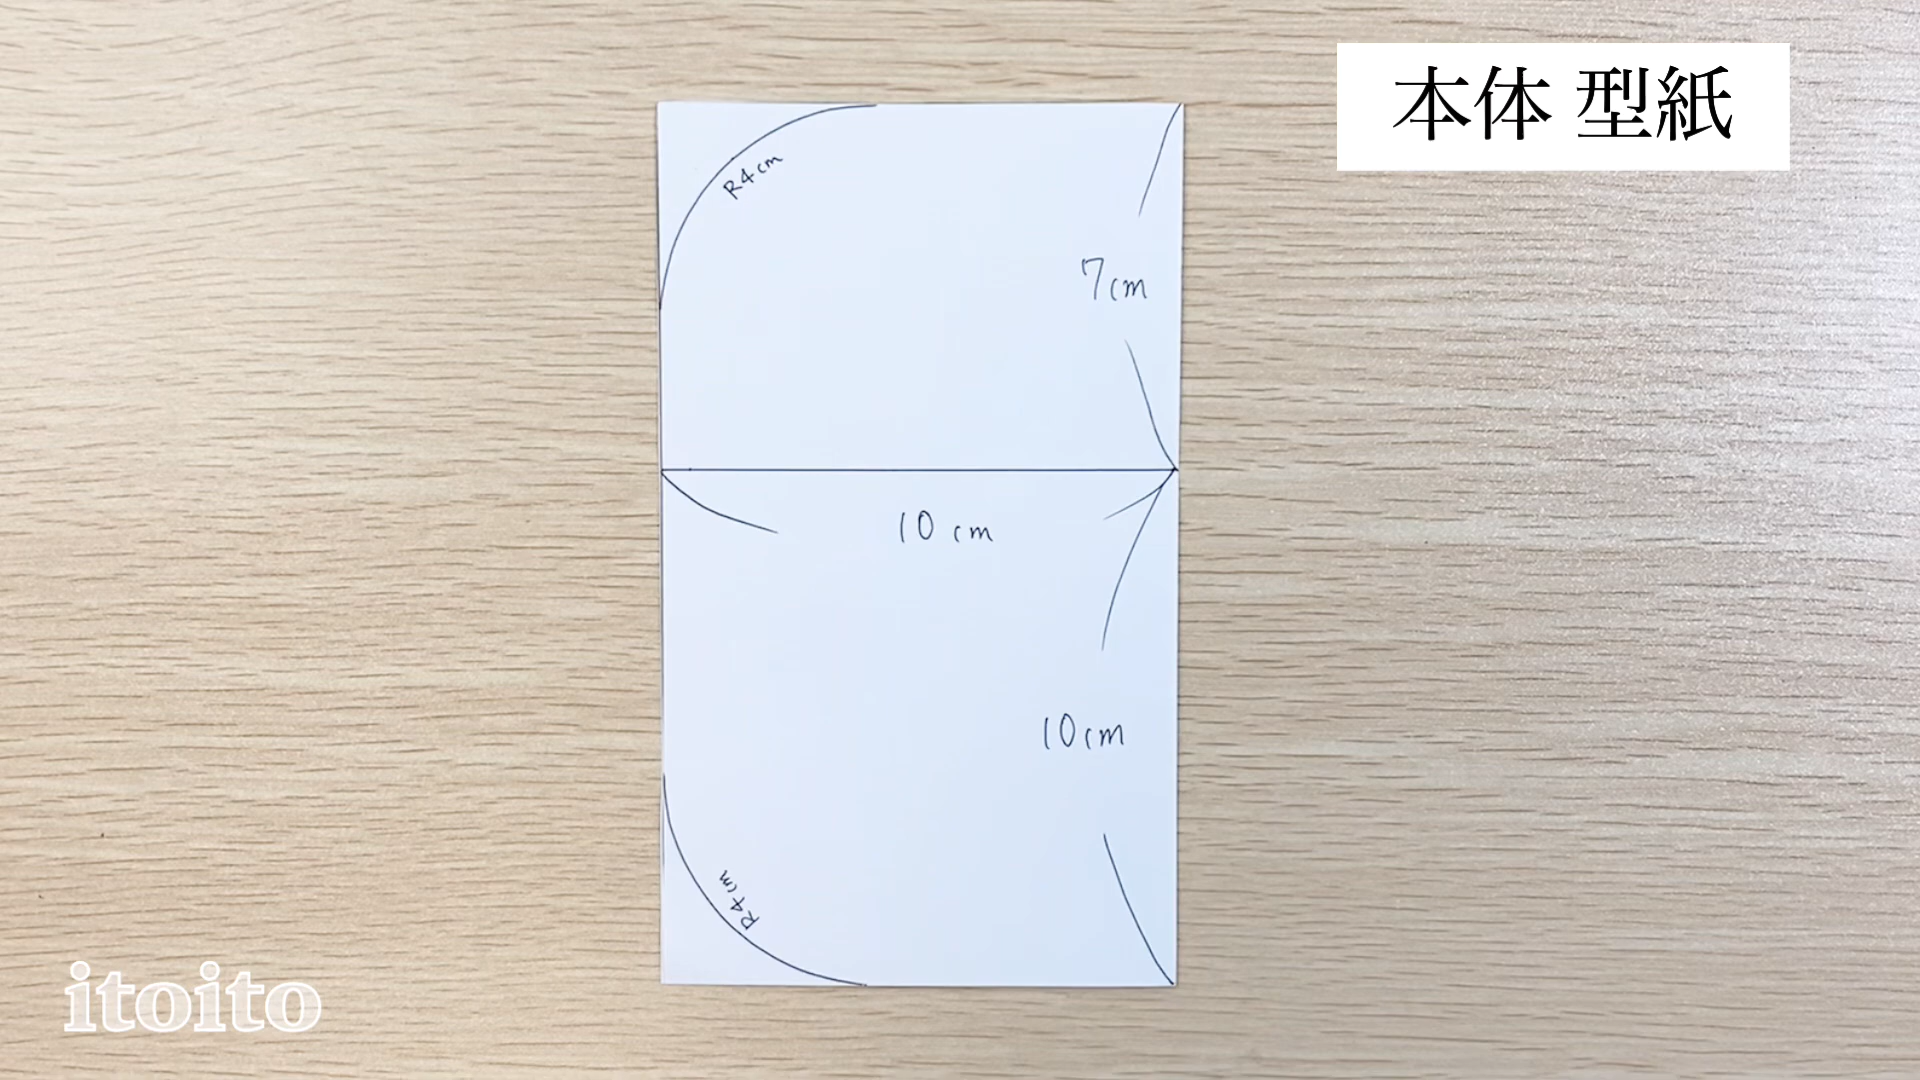 本体 型紙
R4cm
7cm
10cm
10cm
R4cm
itoito